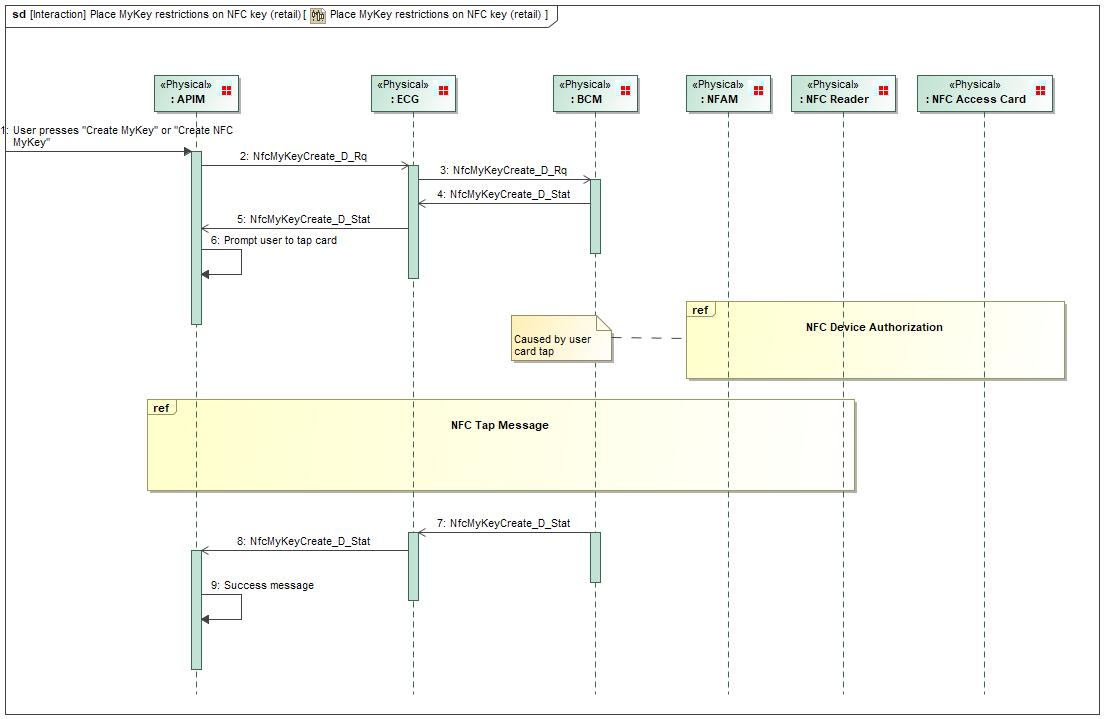 sd [Interaction] Place MyKey restrictions on NFC key (retail) [ Place MyKey restrictions on NFC key (retail) ]
«Physical»
: APIM
«Physical»
: ECG
«Physical»
: BCM
«Physical»
: NFAM
«Physical»
: NFC Reader
«Physical»
: NFC Access Card
1: User presses "Create MyKey" or "Create NFC
MyKey"
2: NfcMyKeyCreate_D_Rq
3: NfcMyKeyCreate_D_Rq
4: NfcMyKeyCreate_D_Stat
5: NfcMyKeyCreate_D_Stat
6: Prompt user to tap card
ref
NFC Device Authorization
Caused by user
card tap
ref
NFC Tap Message
7: NfcMyKeyCreate_D_Stat
8: NfcMyKeyCreate_D_Stat
9: Success message